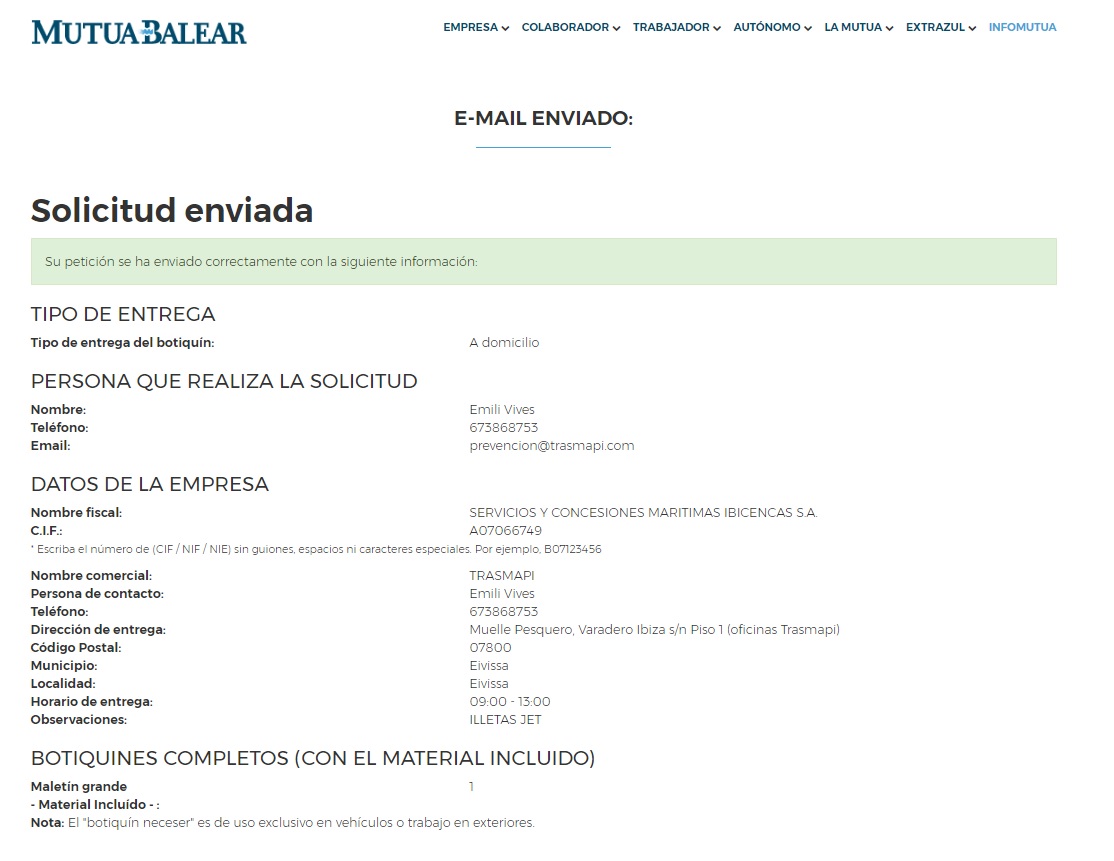 MUTUABALEAR
EMPRESA COLABORADOR TRABAJADOR AUTÓNOMO LA MUTUA EXTRAZUL INFOMUTUA
E-MAIL ENVIADO:
Solicitud enviada
Su petición se ha enviado correctamente con la siguiente información:
TIPO DE ENTREGA
Tipo de entrega del botiquín: A domicilio
PERSONA QUE REALIZA LA SOLICITUD
Nombre: Emili Vives
Teléfono: 673868753
Email: prevencion@trasmapi.com
DATOS DE LA EMPRESA
Nombre fiscal: SERVICIOS Y CONCESIONES MARITIMAS IBICENCAS S.A.
C.I.F.: A07066749
* Escriba el número de (CIF / NIF / NIE) sin guiones, espacios ni caracteres especiales. Por ejemplo, B07123456
Nombre comercial: TRASMAPI
Persona de contacto: Emili Vives
Teléfono: 673868753
Dirección de entrega: Muelle Pesquero, Varadero Ibiza s/n Piso 1 (oficinas Trasmapi)
Código Postal: 07800
Municipio: Eivissa
Localidad: Eivissa
Horario de entrega: 09:00 - 13:00
Observaciones: ILLETAS JET
BOTIQUINES COMPLETOS (CON EL MATERIAL INCLUIDO)
Maletín grande 1
- Material Incluído - :
Nota: El "botiquín neceser" es de uso exclusivo en vehículos o trabajo en exteriores.